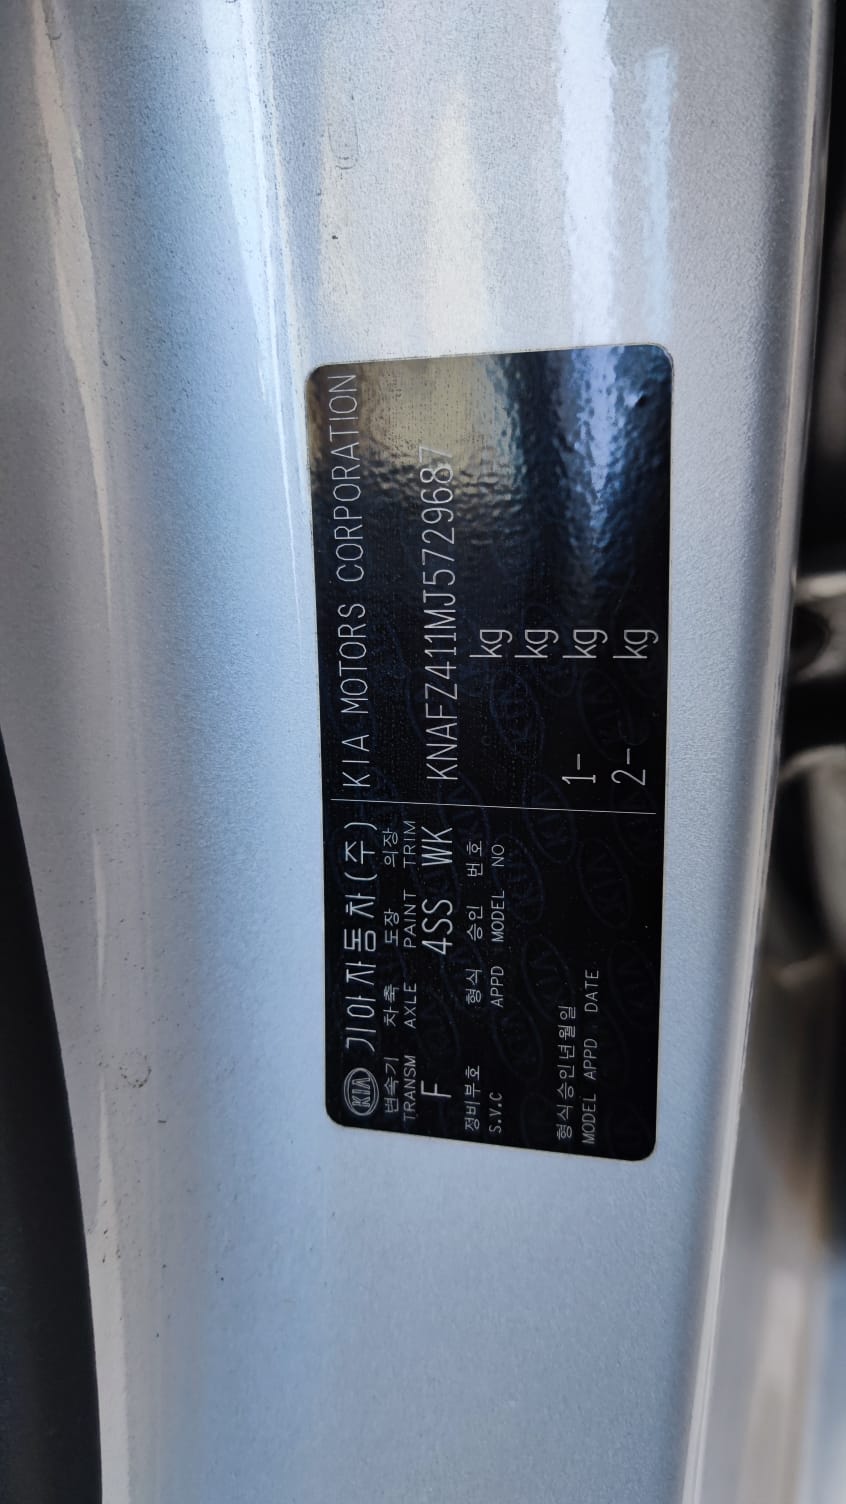 KIA 기아자동차(주) KIA MOTORS CORPORATION
변속기 차축 도장 의장
TRANSM AXLE PAINT TRIM
F 4SS WK KNAFZ411MJ5729687
정비부호 형식 승인 번호 kg
S.V.C APPD MODEL NO
kg
형식승인년월일 1- kg
MODEL APPD . DATE
2- kg